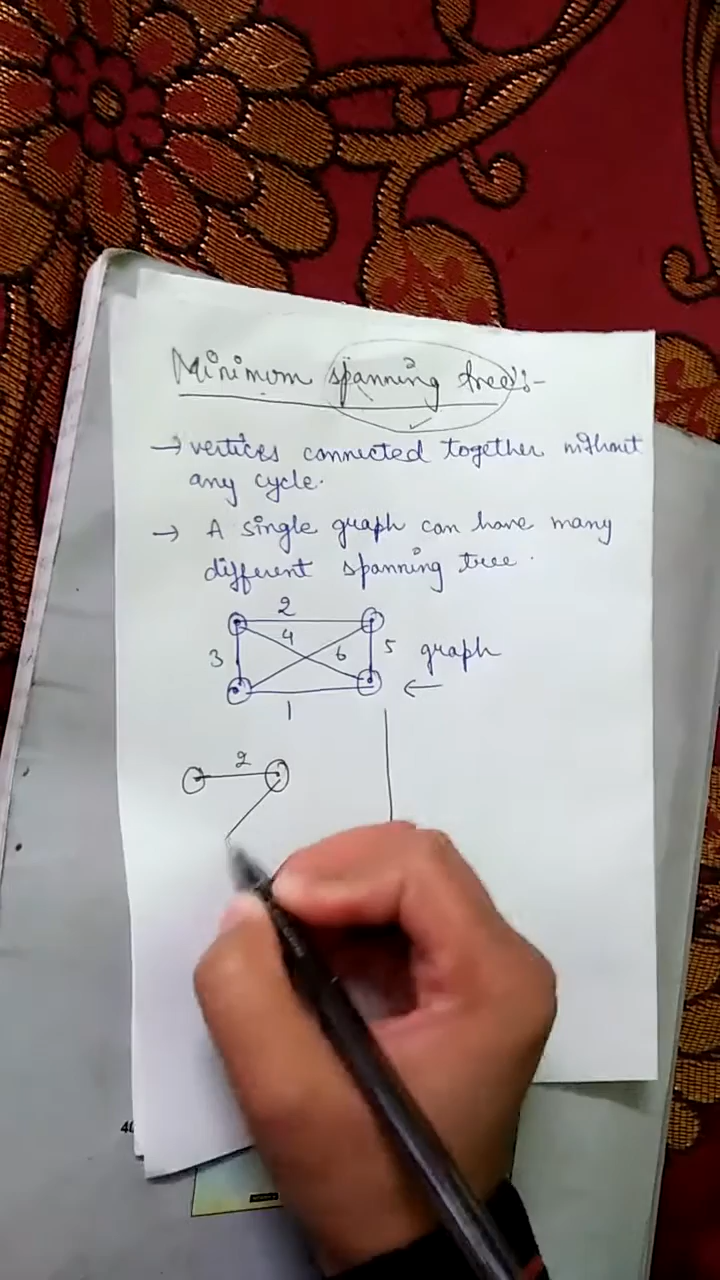 Minimum spanning tree's:-
→ vertices connected together without
any cycle.
→ A single graph can have many
different spanning tree.
2
4
3
6
5
graph
←
1
2
40